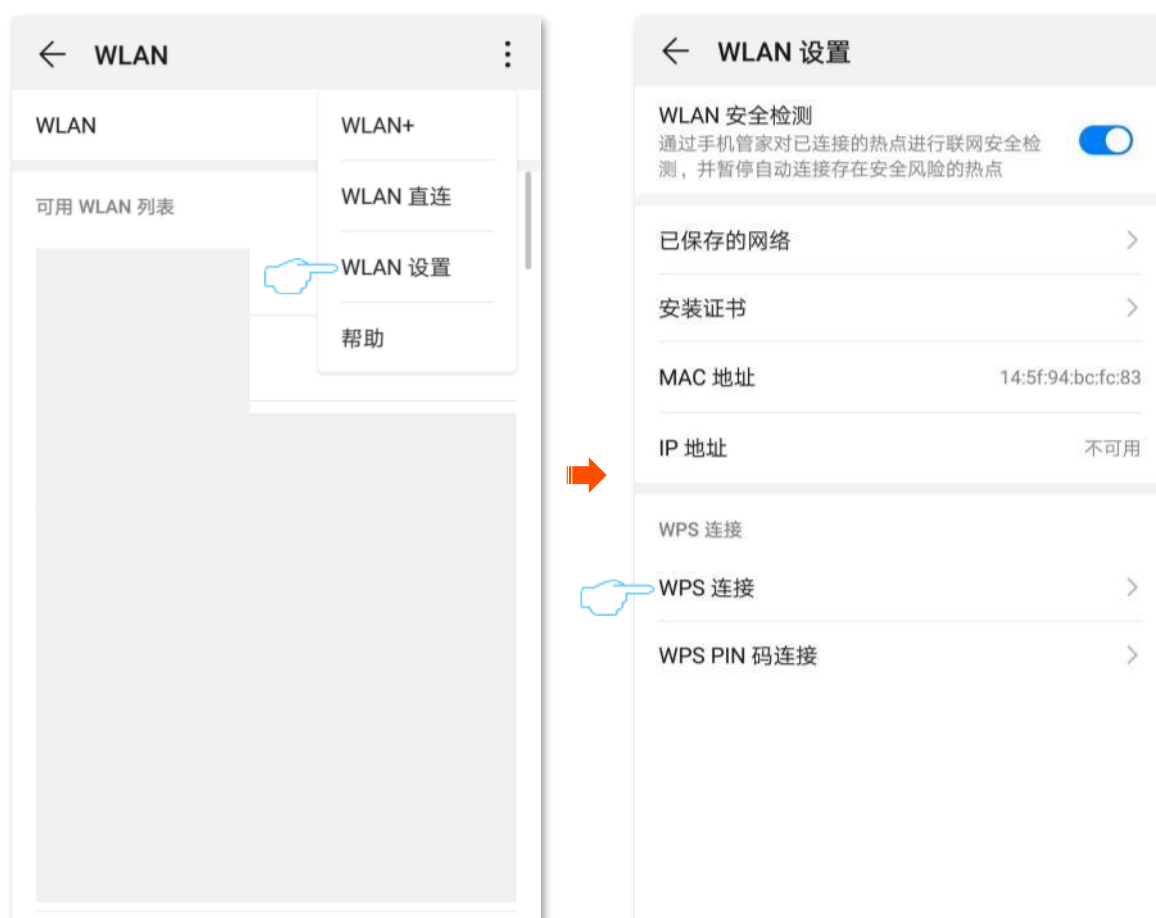 WLAN
WLAN
WLAN+
WLAN 直连
可用 WLAN 列表
WLAN 设置
帮助
WLAN 设置
WLAN 安全检测
通过手机管家对已连接的热点进行联网安全检
测，并暂停自动连接存在安全风险的热点
已保存的网络
安装证书
MAC 地址 14:5f:94:bc:fc:83
IP 地址 不可用
WPS 连接
WPS 连接
WPS PIN 码连接